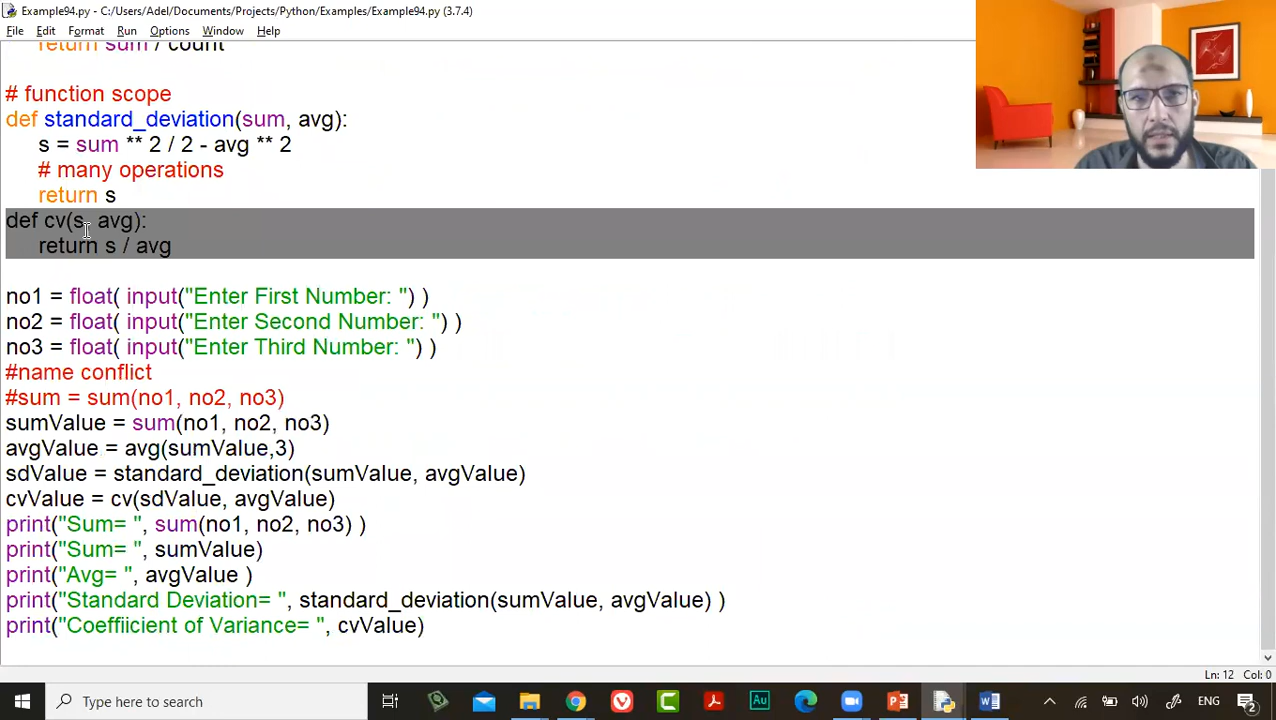 Example94.py - C:/Users/Adel/Documents/Projects/Python/Examples/Example94.py (3.7.4)
File Edit Format Run Options Window Help
return sum / count
# function scope
def standard_deviation(sum, avg):
s = sum ** 2 / 2 - avg ** 2
# many operations
return s
def cv(s, avg):
return s / avg
no1 = float( input("Enter First Number: ") )
no2 = float( input("Enter Second Number: ") )
no3 = float( input("Enter Third Number: ") )
#name conflict
#sum = sum(no1, no2, no3)
sumValue = sum(no1, no2, no3)
avgValue = avg(sumValue,3)
sdValue = standard_deviation(sumValue, avgValue)
cvValue = cv(sdValue, avgValue)
print("Sum= ", sum(no1, no2, no3) )
print("Sum= ", sumValue)
print("Avg= ", avgValue )
print("Standard Deviation= ", standard_deviation(sumValue, avgValue) )
print("Coeffiicient of Variance= ", cvValue)
Ln: 12 Col: 0
Type here to search
Au
ENG
2